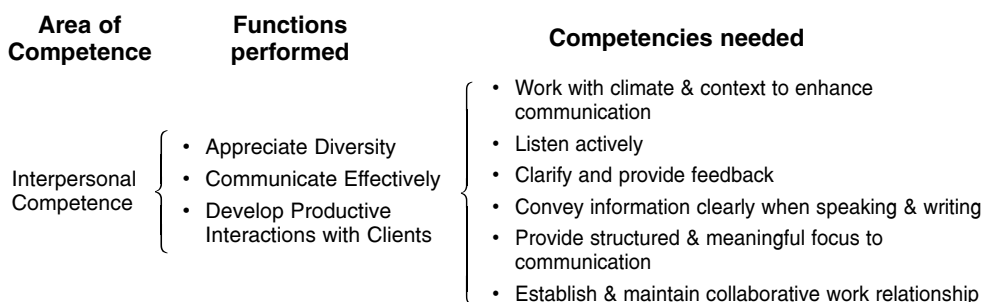 Area of
Competence
Functions
performed
Competencies needed
Interpersonal
Competence
• Appreciate Diversity
• Communicate Effectively
• Develop Productive
Interactions with Clients
• Work with climate & context to enhance
communication
• Listen actively
• Clarify and provide feedback
• Convey information clearly when speaking & writing
• Provide structured & meaningful focus to
communication
• Establish & maintain collaborative work relationship